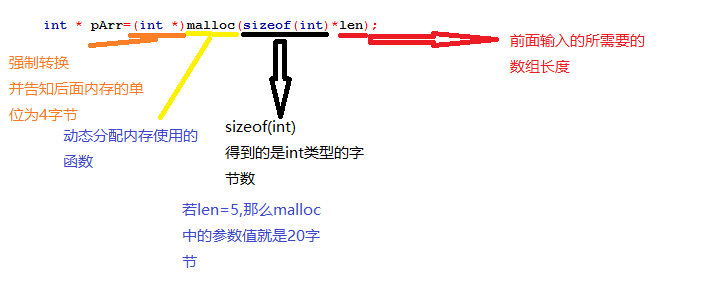 int * pArr=(int *)malloc(sizeof(int)*len);
前面输入的所需要的
数组长度
强制转换
并告知后面内存的单
位为4字节
动态分配内存使用的
函数
sizeof(int)
得到的是int类型的字
节数
若len=5,那么malloc
中的参数值就是20字
节